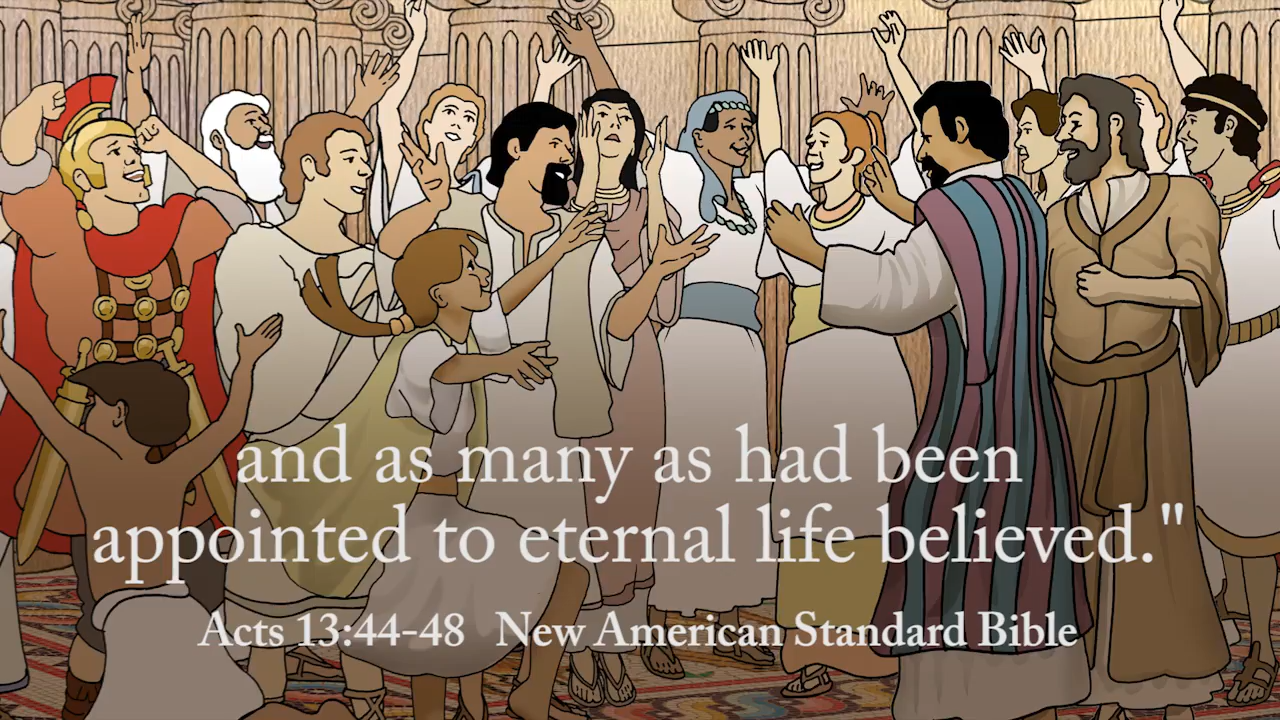 and as many as had been
appointed to eternal life believed."
Acts 13:44-48 New American Standard Bible